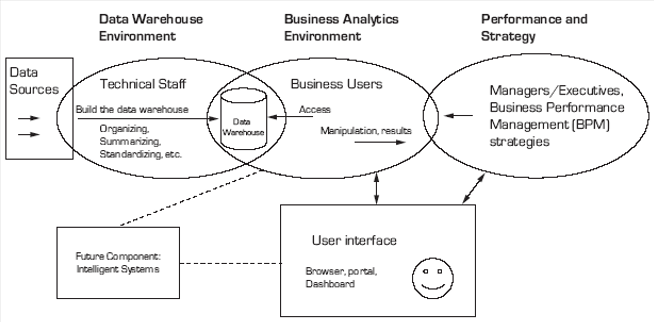 Data Warehouse
Environment
Business Analytics
Environment
Performance and
Strategy
Data
Sources
Technical Staff
Build the data warehouse
Organizing,
Summarizing,
Standardizing, etc.
Data
Warehouse
Business Users
Access
Manipulation, results
Managers/Executives,
Business Performance
Management (BPM)
strategies
Future Component:
Intelligent Systems
User interface
Browser, portal,
Dashboard